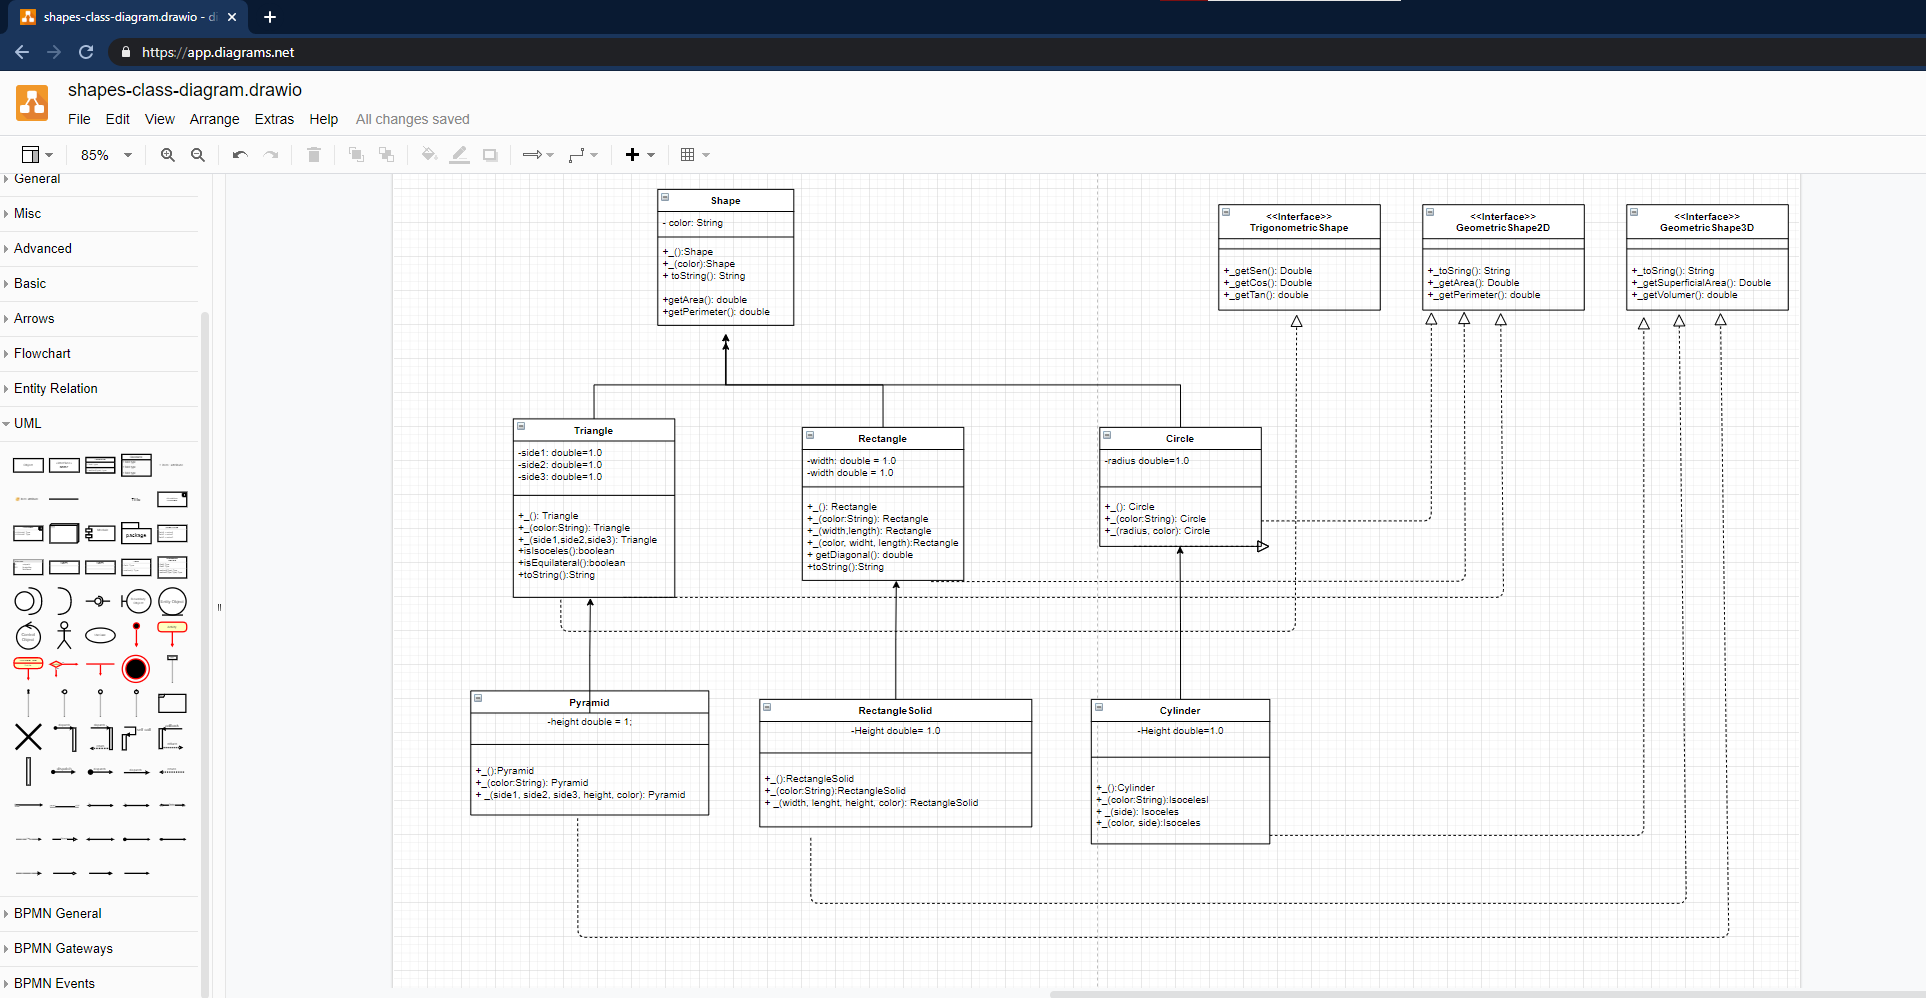 shapes-class-diagram.drawio - di
https://app.diagrams.net
shapes-class-diagram.drawio
File Edit View Arrange Extras Help All changes saved
85%
General
Misc
Advanced
Basic
Arrows
Flowchart
Entity Relation
UML
Title
package
BPMN General
BPMN Gateways
BPMN Events
Shape
- color: String
+_():Shape
+_(color):Shape
+ toString(): String
+getArea(): double
+getPerimeter(): double
<<Interface>>
TrigonometricShape
+_getSen(): Double
+_getCos(): Double
+_getTan(): double
<<Interface>>
GeometricShape2D
+_toSring(): String
+_getArea(): Double
+_getPerimeter(): double
<<Interface>>
GeometricShape3D
+_toSring(): String
+_getSuperficialArea(): Double
+_getVolumer(): double
Triangle
-side1: double=1.0
-side2: double=1.0
-side3: double=1.0
+_(): Triangle
+_(color:String): Triangle
+_(side1,side2,side3): Triangle
+isIsoceles():boolean
+isEquilateral():boolean
+toString():String
Rectangle
-width: double = 1.0
-width double = 1.0
+_(): Rectangle
+_(color:String): Rectangle
+_(width,length): Rectangle
+_(color, widht, length):Rectangle
+ getDiagonal(): double
+toString():String
Circle
-radius double=1.0
+_(): Circle
+_(color:String): Circle
+_(radius, color): Circle
Pyramid
-height double = 1;
+_():Pyramid
+_(color:String): Pyramid
+ _(side1, side2, side3, height, color): Pyramid
RectangleSolid
-Height double= 1.0
+_():RectangleSolid
+_(color:String):RectangleSolid
+ _(width, lenght, height, color): RectangleSolid
Cylinder
-Height double=1.0
+_():Cylinder
+_(color:String):Isocelesl
+ _(side): Isoceles
+_(color, side):Isoceles